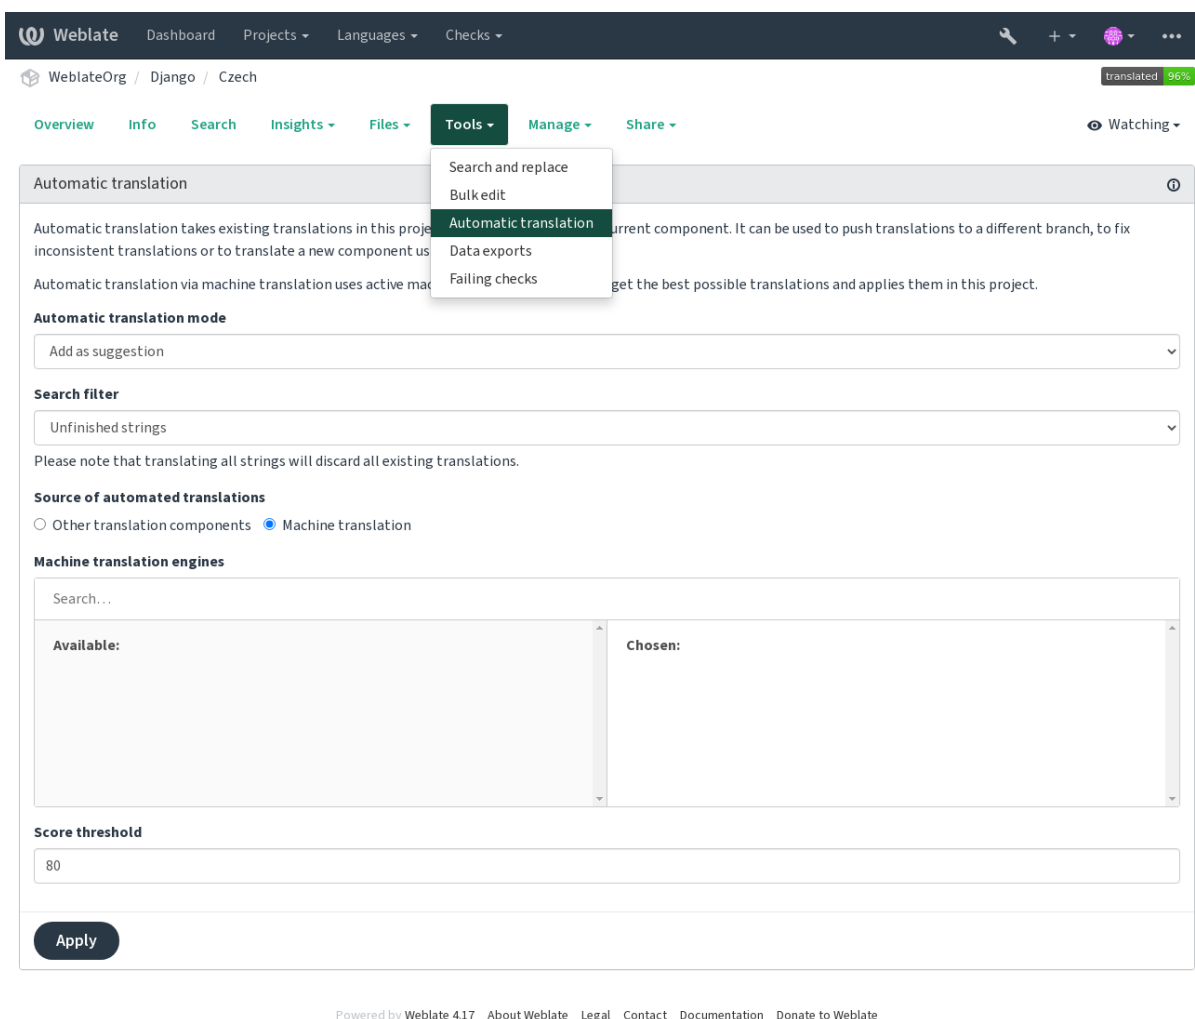 Weblate Dashboard Projects Languages Checks
WeblateOrg / Django / Czech translated 96%
Overview Info Search Insights Files Tools Manage Share Watching
Search and replace
Bulk edit
Automatic translation
Data exports
Failing checks
Automatic translation
Automatic translation takes existing translations in this proje urrent component. It can be used to push translations to a different branch, to fix
inconsistent translations or to translate a new component us
Automatic translation via machine translation uses active mac get the best possible translations and applies them in this project.
Automatic translation mode
Add as suggestion
Search filter
Unfinished strings
Please note that translating all strings will discard all existing translations.
Source of automated translations
Other translation components Machine translation
Machine translation engines
Search…
Available: Chosen:
Score threshold
80
Apply
Powered by Weblate 4.17 About Weblate Legal Contact Documentation Donate to Weblate